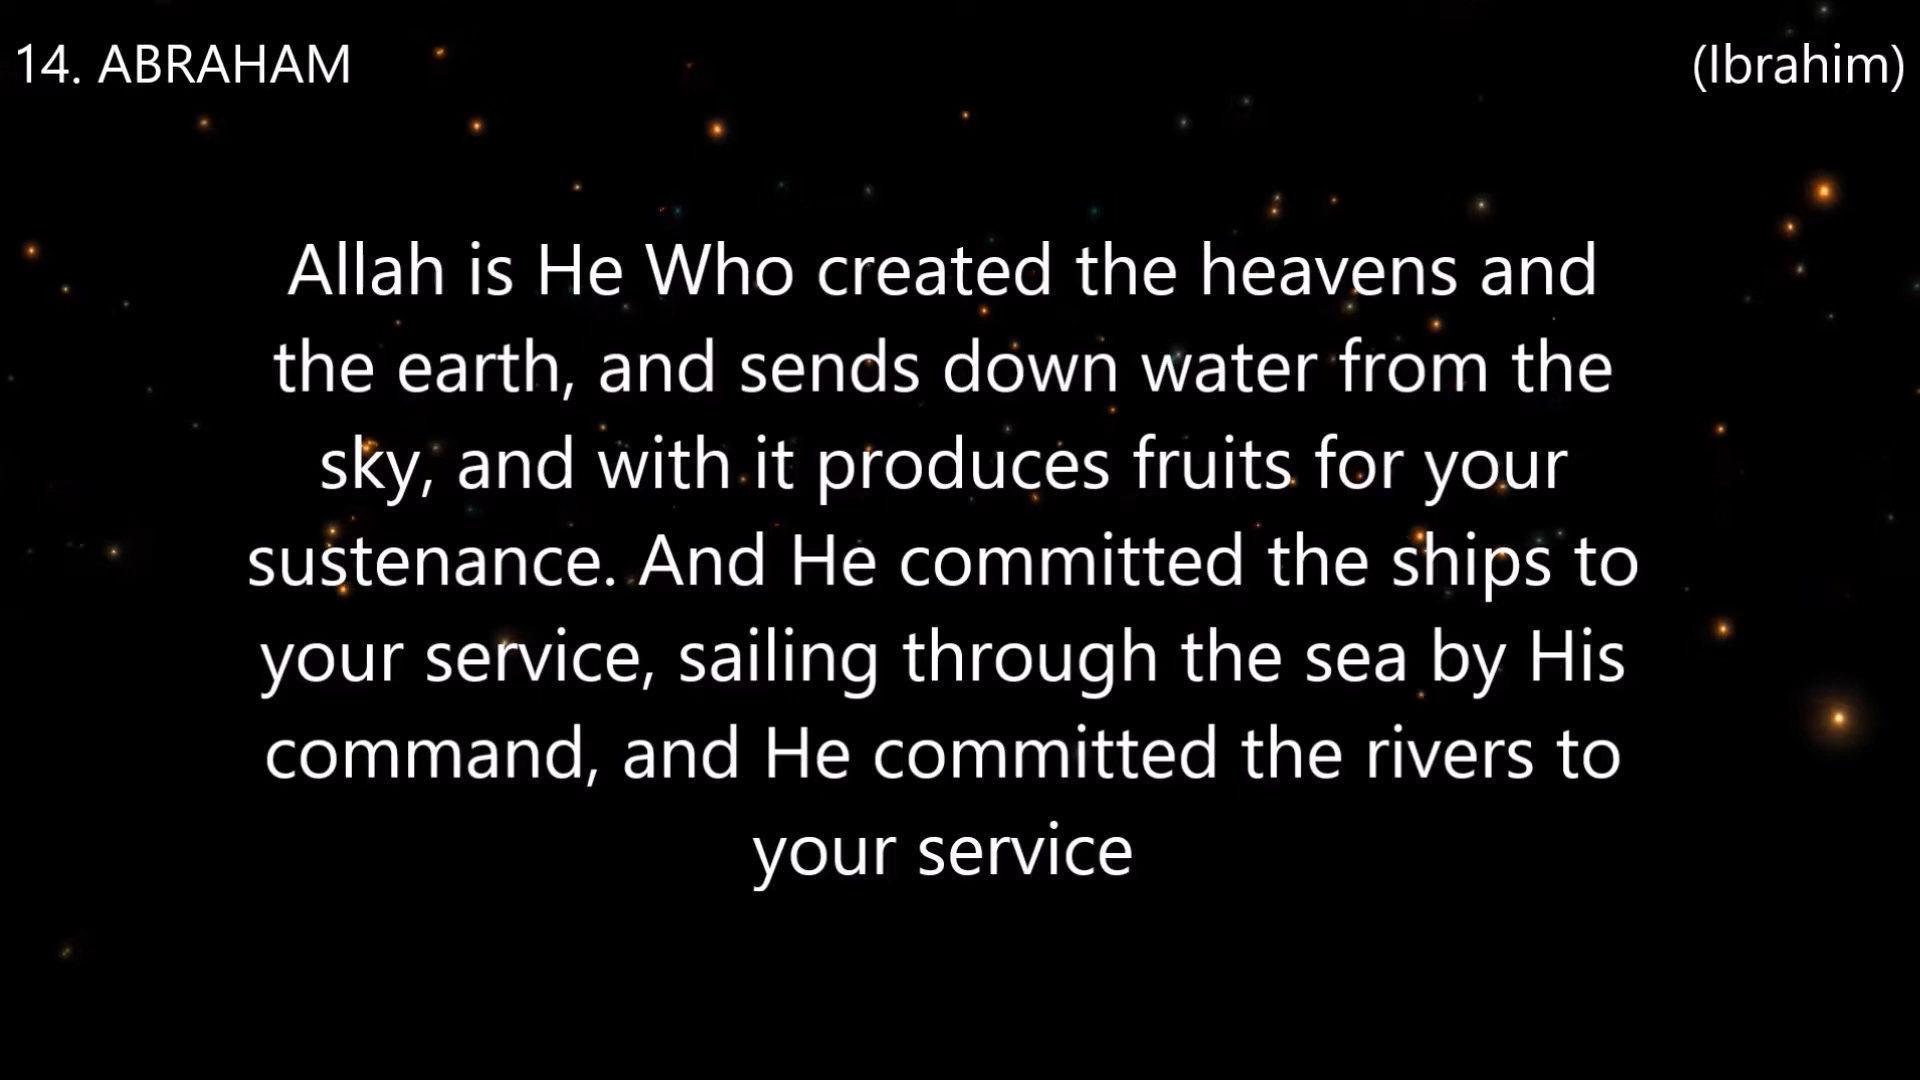 14. ABRAHAM
(Ibrahim)
Allah is He Who created the heavens and
the earth, and sends down water from the
sky, and with it produces fruits for your
sustenance. And He committed the ships to
your service, sailing through the sea by His
command, and He committed the rivers to
your service